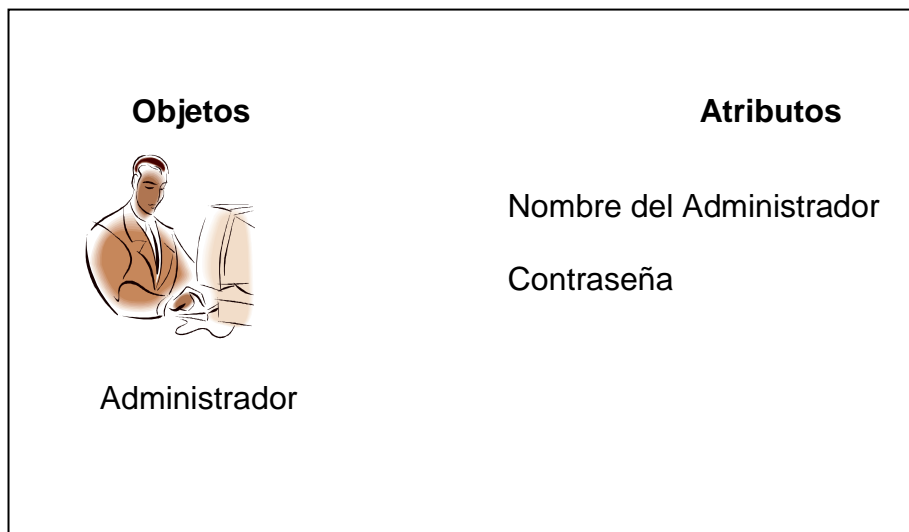 Objetos
Atributos
Nombre del Administrador
Contraseña
Administrador